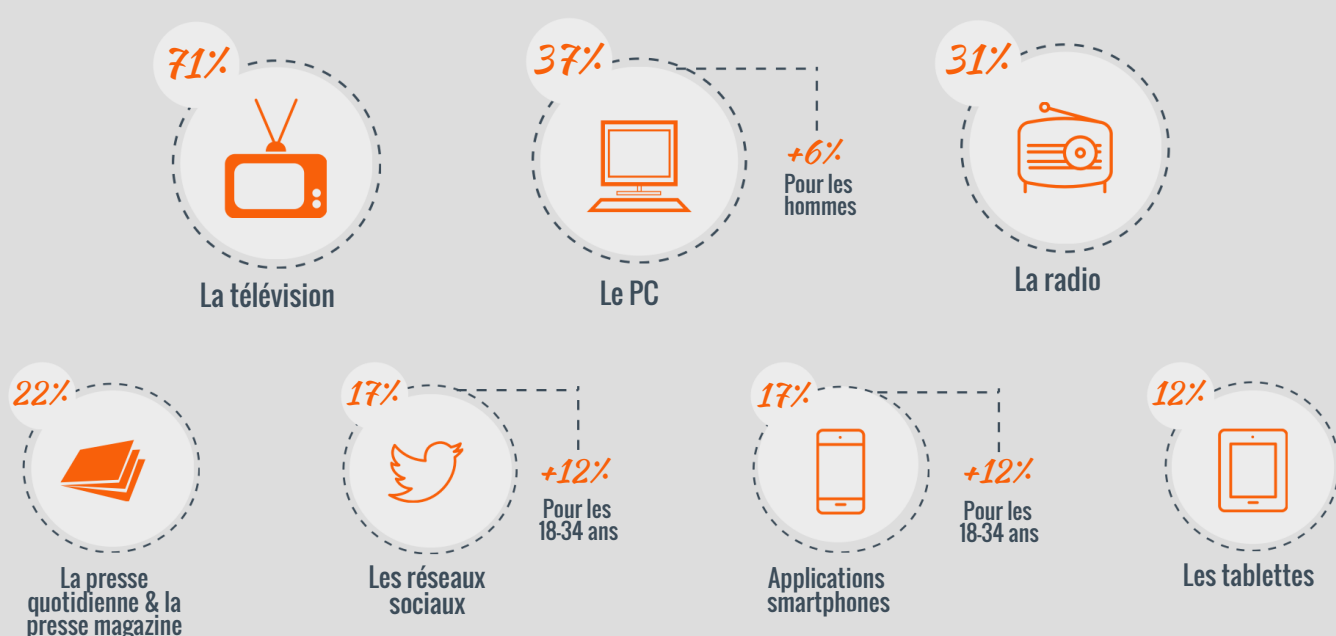 71%
La télévision
37%
+6%
Pour les
hommes
Le PC
31%
La radio
22%
La presse
quotidienne & la
presse magazine
17%
+12%
Pour les
18-34 ans
Les réseaux
sociaux
17%
+12%
Pour les
18-34 ans
Applications
smartphones
12%
Les tablettes